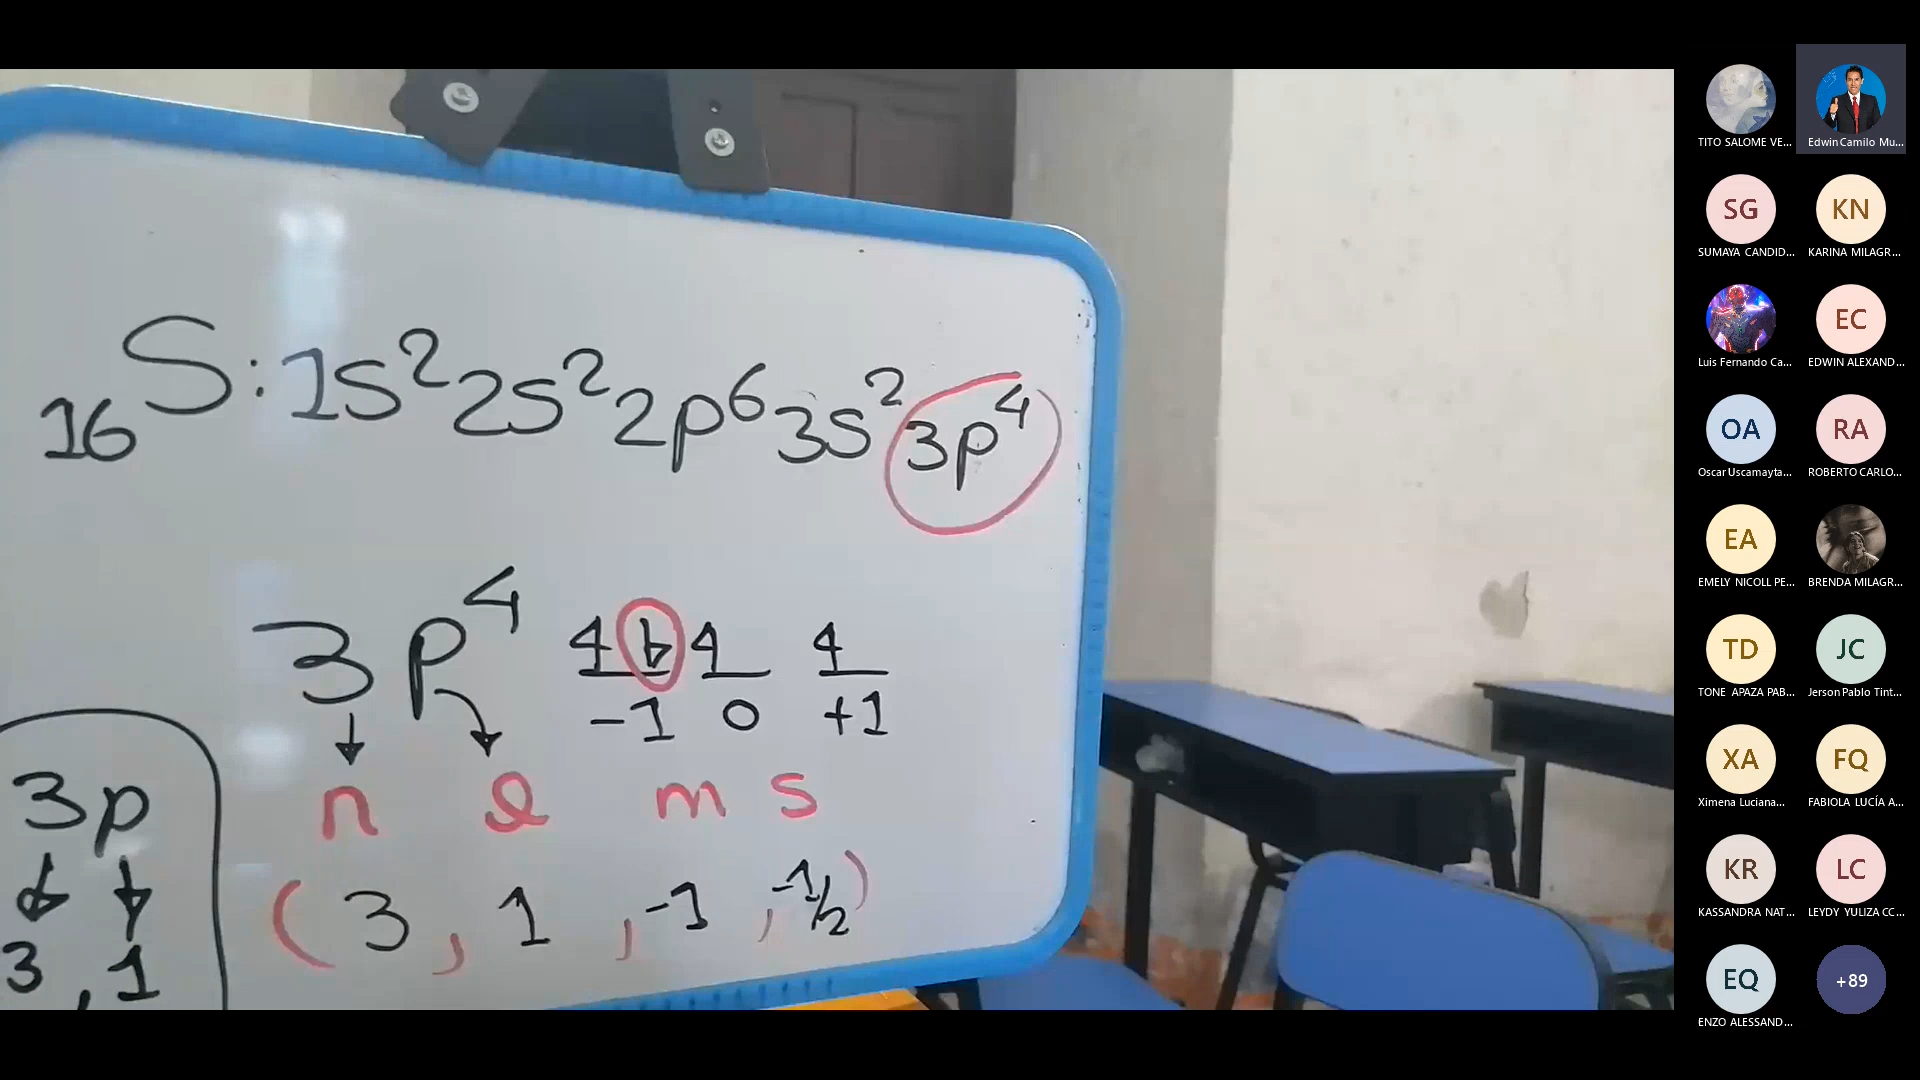 16S: 1s² 2s² 2p⁶ 3s² 3p⁴
3p⁴
-1 0 +1
n l m s
(3, 1, -1, -1/2)
3p
3, 1
TITO SALOME VE...
Edwin Camilo Mu...
SG
SUMAYA CANDID...
KN
KARINA MILAGR...
Luis Fernando Ca...
EC
EDWIN ALEXAND...
OA
Oscar Uscamayta...
RA
ROBERTO CARLO...
EA
EMELY NICOLL PE...
BRENDA MILAGR...
TD
TONE APAZA PAB...
JC
Jerson Pablo Tint...
XA
Ximena Luciana...
FQ
FABIOLA LUCÍA A...
KR
KASSANDRA NAT...
LC
LEYDY YULIZA CC...
EQ
ENZO ALESSAND...
+89